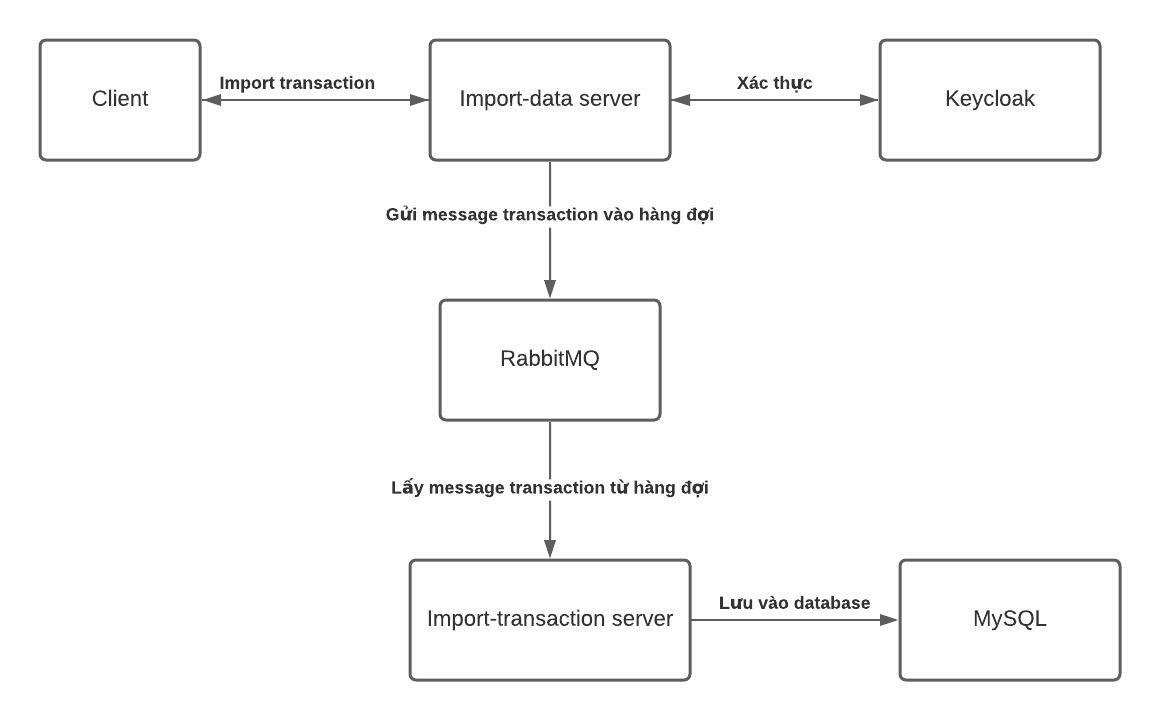 Client
Import transaction
Import-data server
Xác thực
Keycloak
Gửi message transaction vào hàng đợi
RabbitMQ
Lấy message transaction từ hàng đợi
Import-transaction server
Lưu vào database
MySQL